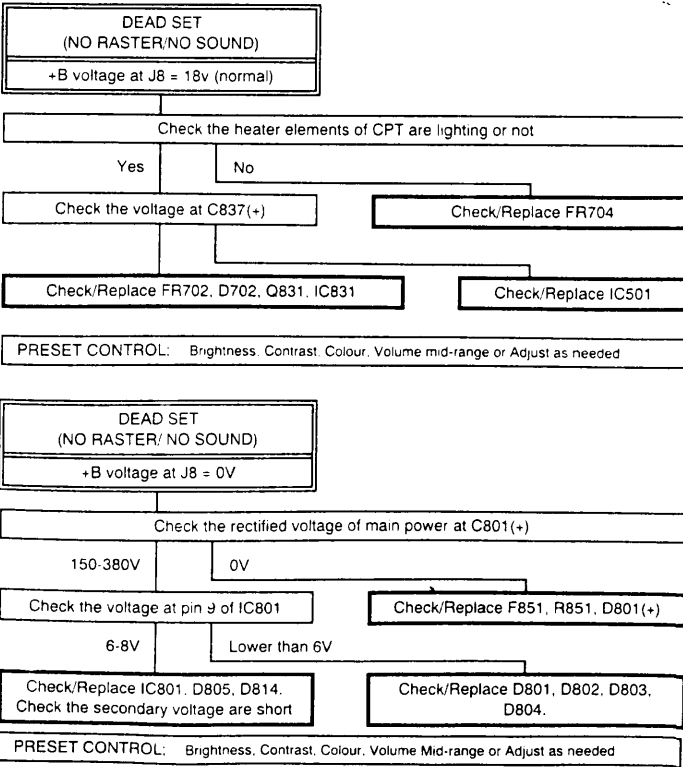 DEAD SET
(NO RASTER/NO SOUND)
+B voltage at J8 = 18v (normal)
Check the heater elements of CPT are lighting or not
Yes
No
Check the voltage at C837(+)
Check/Replace FR704
Check/Replace FR702, D702, Q831, IC831
Check/Replace IC501
PRESET CONTROL: Brightness. Contrast. Colour. Volume mid-range or Adjust as needed
DEAD SET
(NO RASTER/ NO SOUND)
+B voltage at J8 = 0V
Check the rectified voltage of main power at C801(+)
150-380V
0V
Check the voltage at pin 9 of IC801
Check/Replace F851, R851, D801(+)
6-8V
Lower than 6V
Check/Replace IC801. D805, D814.
Check the secondary voltage are short
Check/Replace D801, D802, D803,
D804.
PRESET CONTROL: Brightness, Contrast, Colour, Volume Mid-range or Adjust as needed